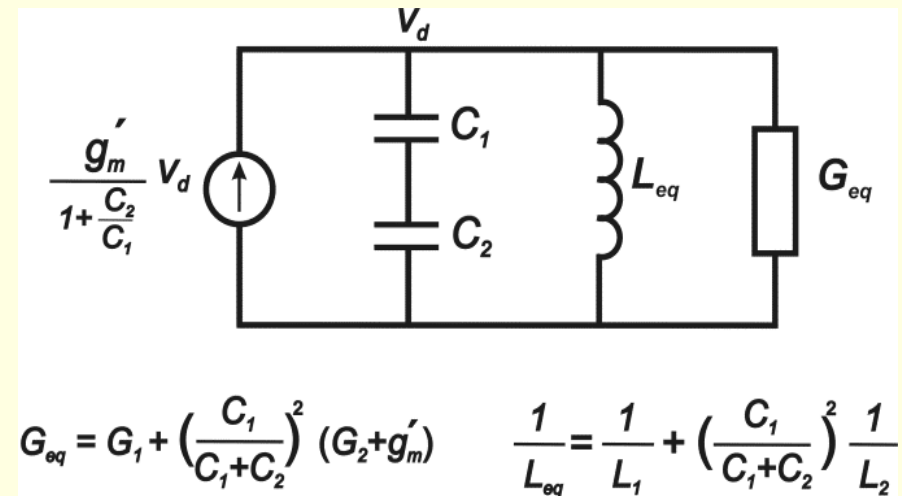 V_d
g'_m / (1 + C_2/C_1) V_d
C_1
C_2
L_eq
G_eq
G_eq = G_1 + (C_1 / (C_1+C_2))^2 (G_2+g'_m)
1/L_eq = 1/L_1 + (C_1 / (C_1+C_2))^2 1/L_2